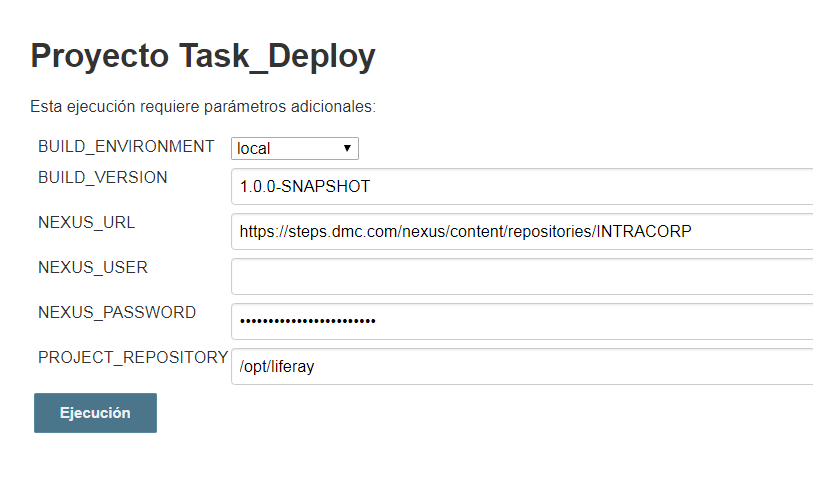 Proyecto Task_Deploy
Esta ejecución requiere parámetros adicionales:
BUILD_ENVIRONMENT local
BUILD_VERSION 1.0.0-SNAPSHOT
NEXUS_URL https://steps.dmc.com/nexus/content/repositories/INTRACORP
NEXUS_USER
NEXUS_PASSWORD ••••••••••••••••••••••••
PROJECT_REPOSITORY /opt/liferay
Ejecución